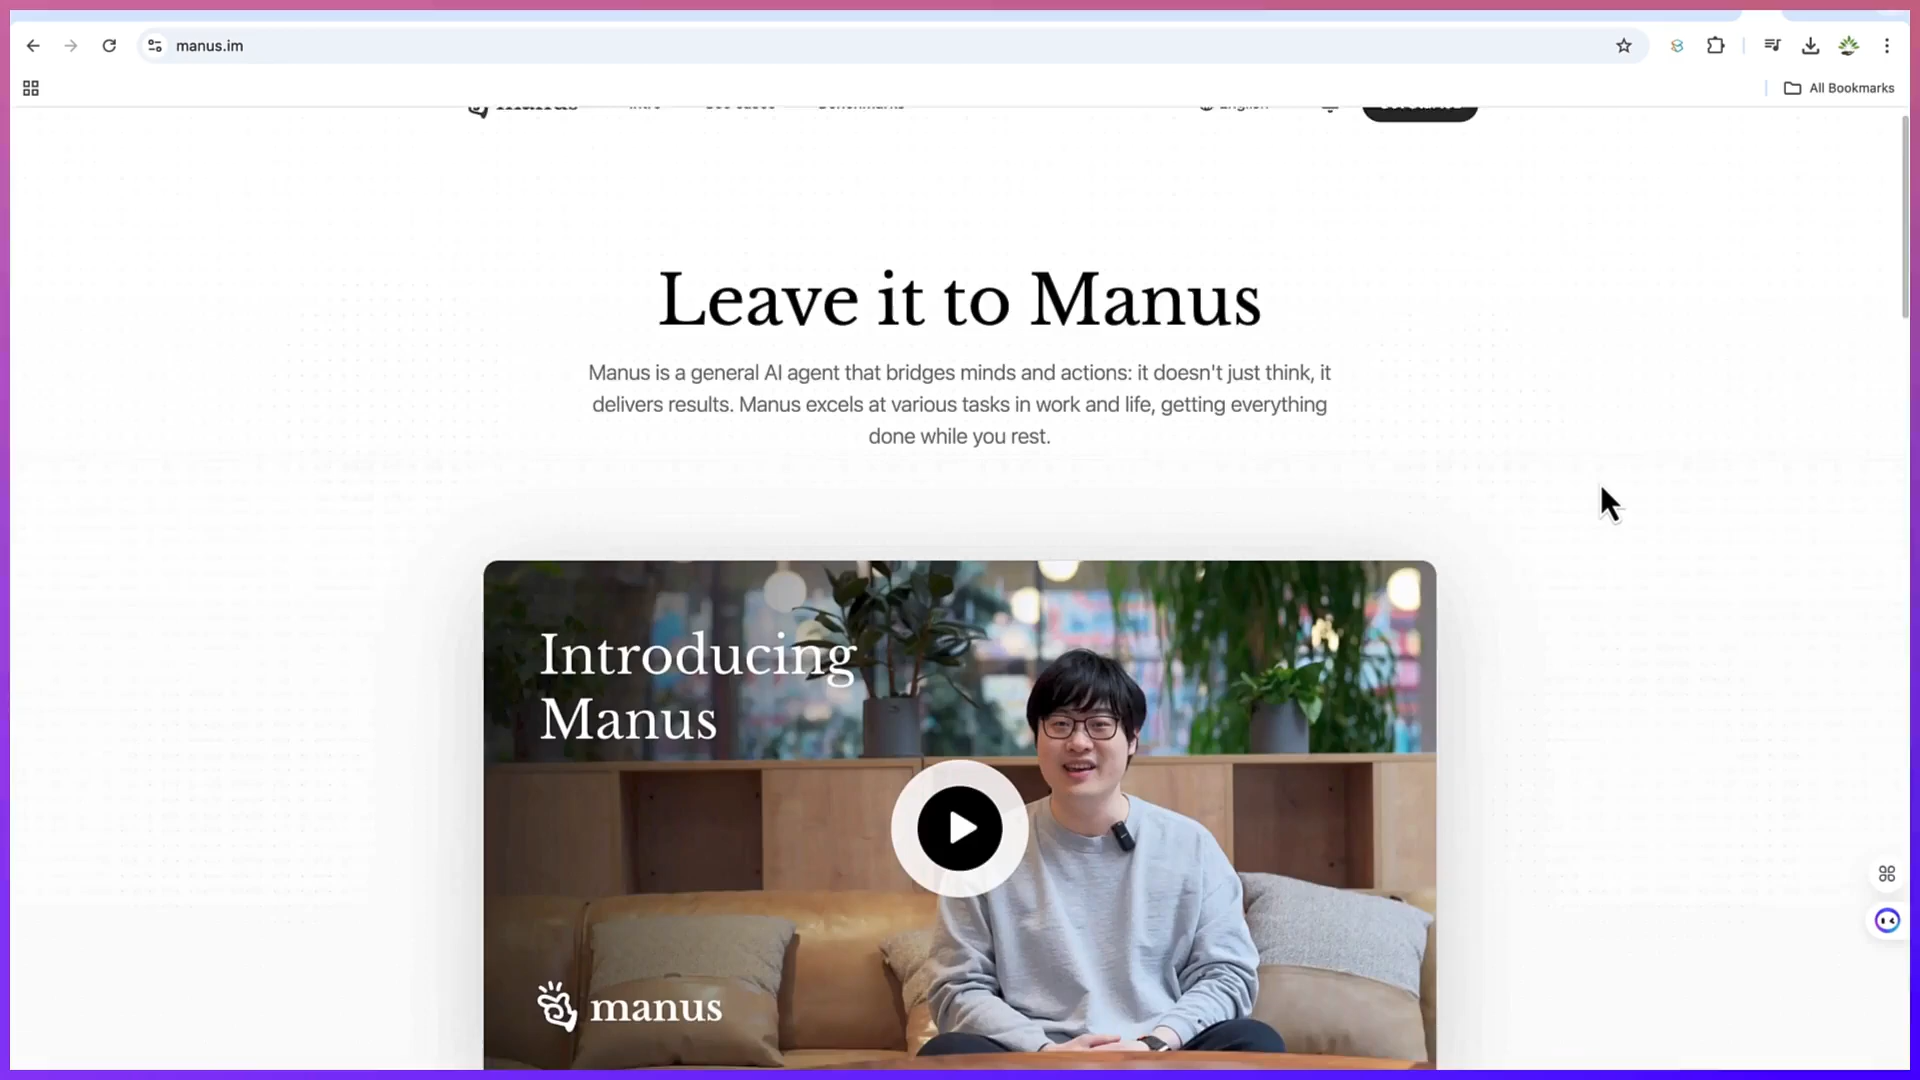 manus.im
All Bookmarks
manus
English
Leave it to Manus
Manus is a general AI agent that bridges minds and actions: it doesn't just think, it
delivers results. Manus excels at various tasks in work and life, getting everything
done while you rest.
Introducing
Manus
manus